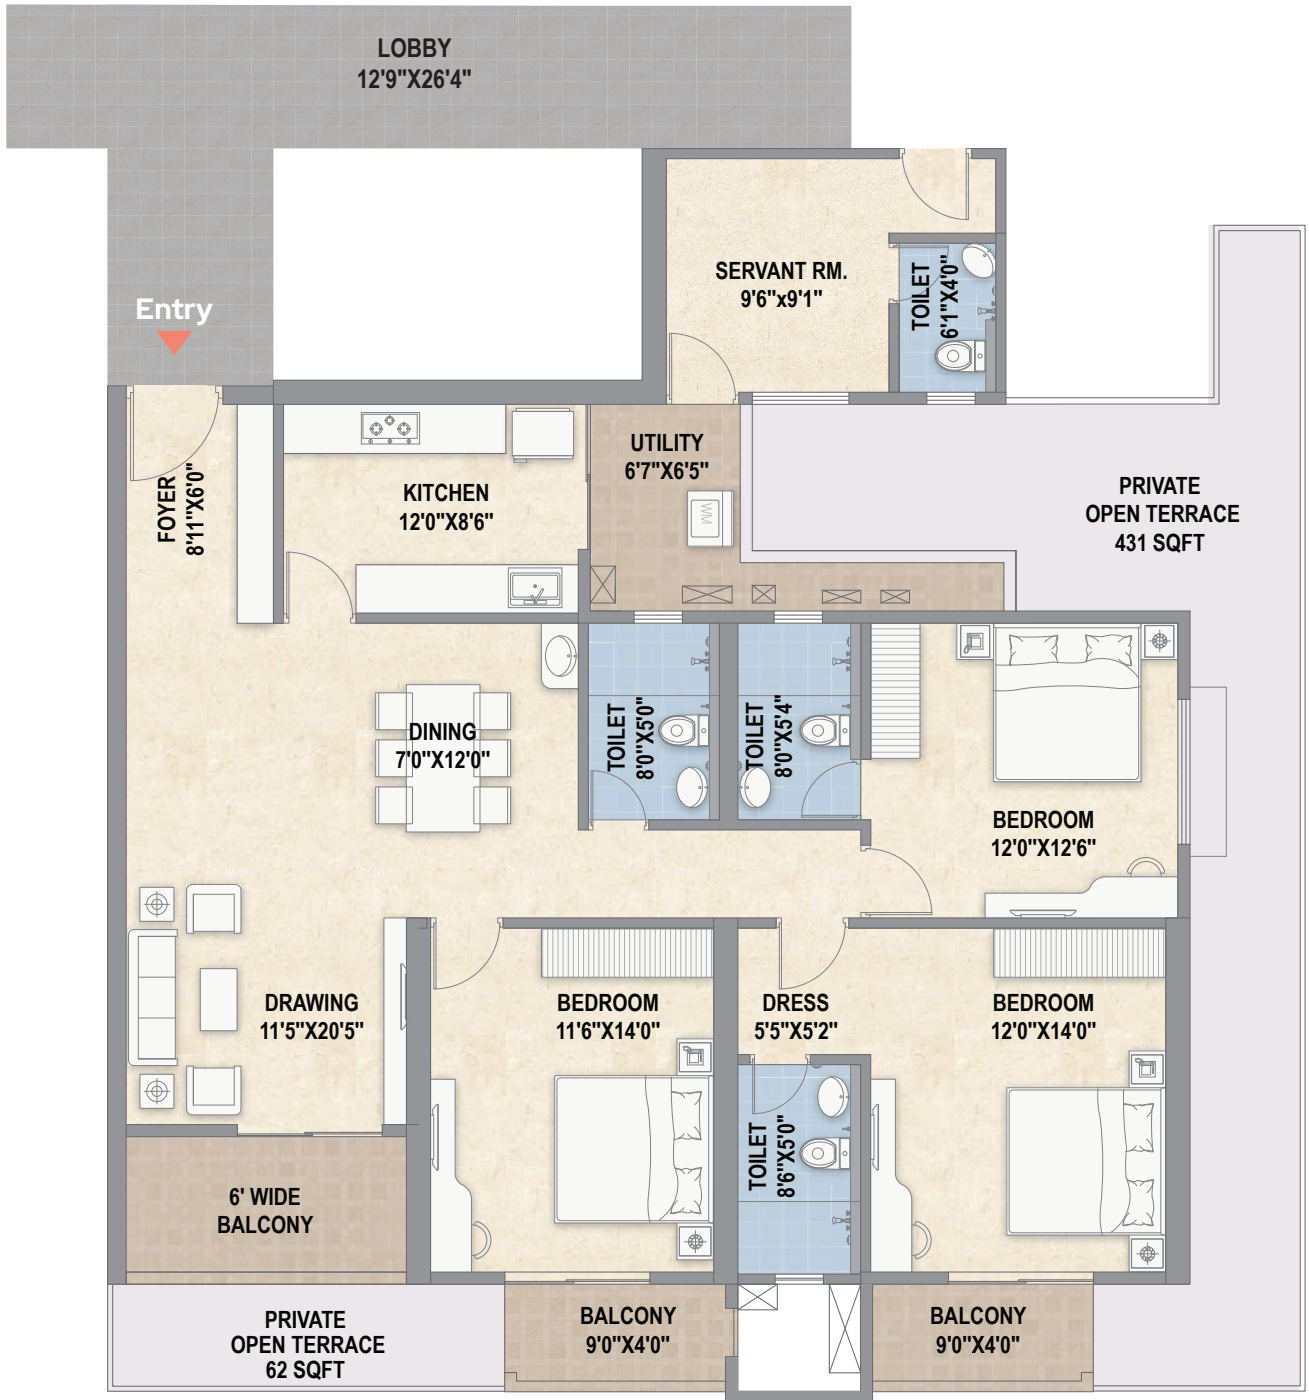 LOBBY
12'9"X26'4"
Entry
SERVANT RM.
9'6"x9'1"
TOILET
6'1"X4'0"
FOYER
8'11"X6'0"
KITCHEN
12'0"X8'6"
UTILITY
6'7"X6'5"
WM
PRIVATE
OPEN TERRACE
431 SQFT
DINING
7'0"X12'0"
TOILET
8'0"X5'0"
TOILET
8'0"X5'4"
BEDROOM
12'0"X12'6"
DRAWING
11'5"X20'5"
BEDROOM
11'6"X14'0"
DRESS
5'5"X5'2"
BEDROOM
12'0"X14'0"
TOILET
8'6"X5'0"
6' WIDE
BALCONY
PRIVATE
OPEN TERRACE
62 SQFT
BALCONY
9'0"X4'0"
BALCONY
9'0"X4'0"